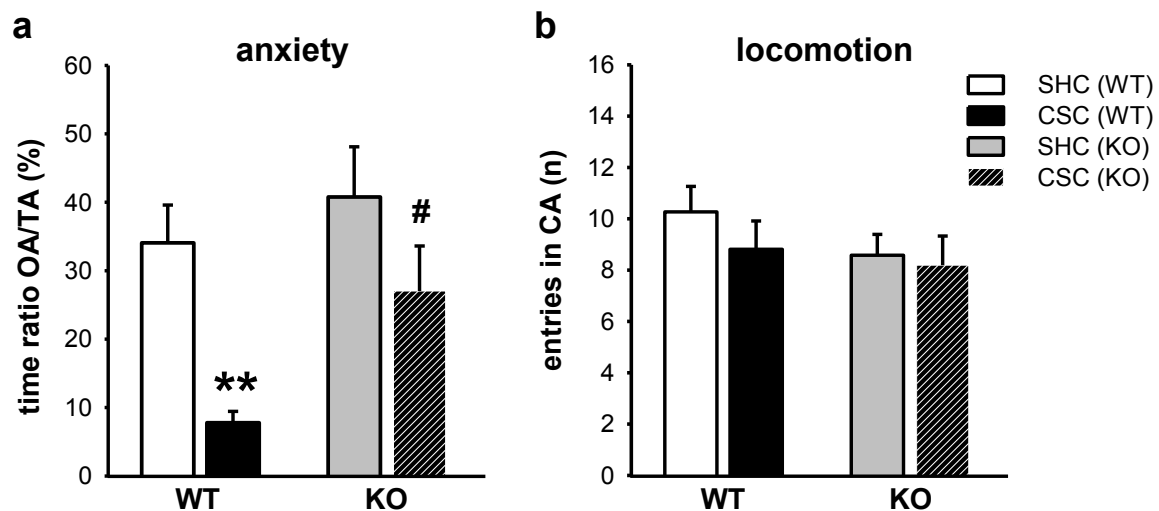 a
anxiety
time ratio OA/TA (%)
60
50
40
30
20
10
0
**
#
WT
KO
b
locomotion
entries in CA (n)
16
14
12
10
8
6
4
2
0
WT
KO
SHC (WT)
CSC (WT)
SHC (KO)
CSC (KO)